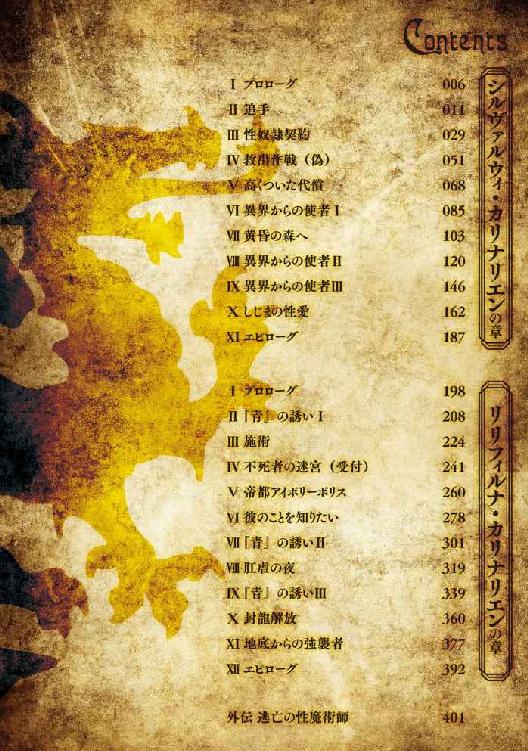 Contents
シルヴァルウィ・カリナリエンの章
Ⅰ プロローグ 006
Ⅱ 追手 011
Ⅲ 性奴隷契約 029
Ⅳ 救出作戦（偽） 051
Ⅴ 高くついた代償 068
Ⅵ 異界からの使者Ⅰ 085
Ⅶ 黄昏の森へ 103
Ⅷ 異界からの使者Ⅱ 120
Ⅸ 異界からの使者Ⅲ 146
Ⅹ しじまの性愛 162
Ⅺ エピローグ 187
リリフィルナ・カリナリエンの章
Ⅰ プロローグ 198
Ⅱ 「青」の誘いⅠ 208
Ⅲ 施術 224
Ⅳ 不死者の迷宮（受付） 241
Ⅴ 帝都アイボリーポリス 260
Ⅵ 彼のことを知りたい 278
Ⅶ 「青」の誘いⅡ 301
Ⅷ 肛虐の夜 319
Ⅸ 「青」の誘いⅢ 339
Ⅹ 封龍解放 360
Ⅺ 地底からの強襲者 377
Ⅻ エピローグ 392
外伝 逃亡の性魔術師 401